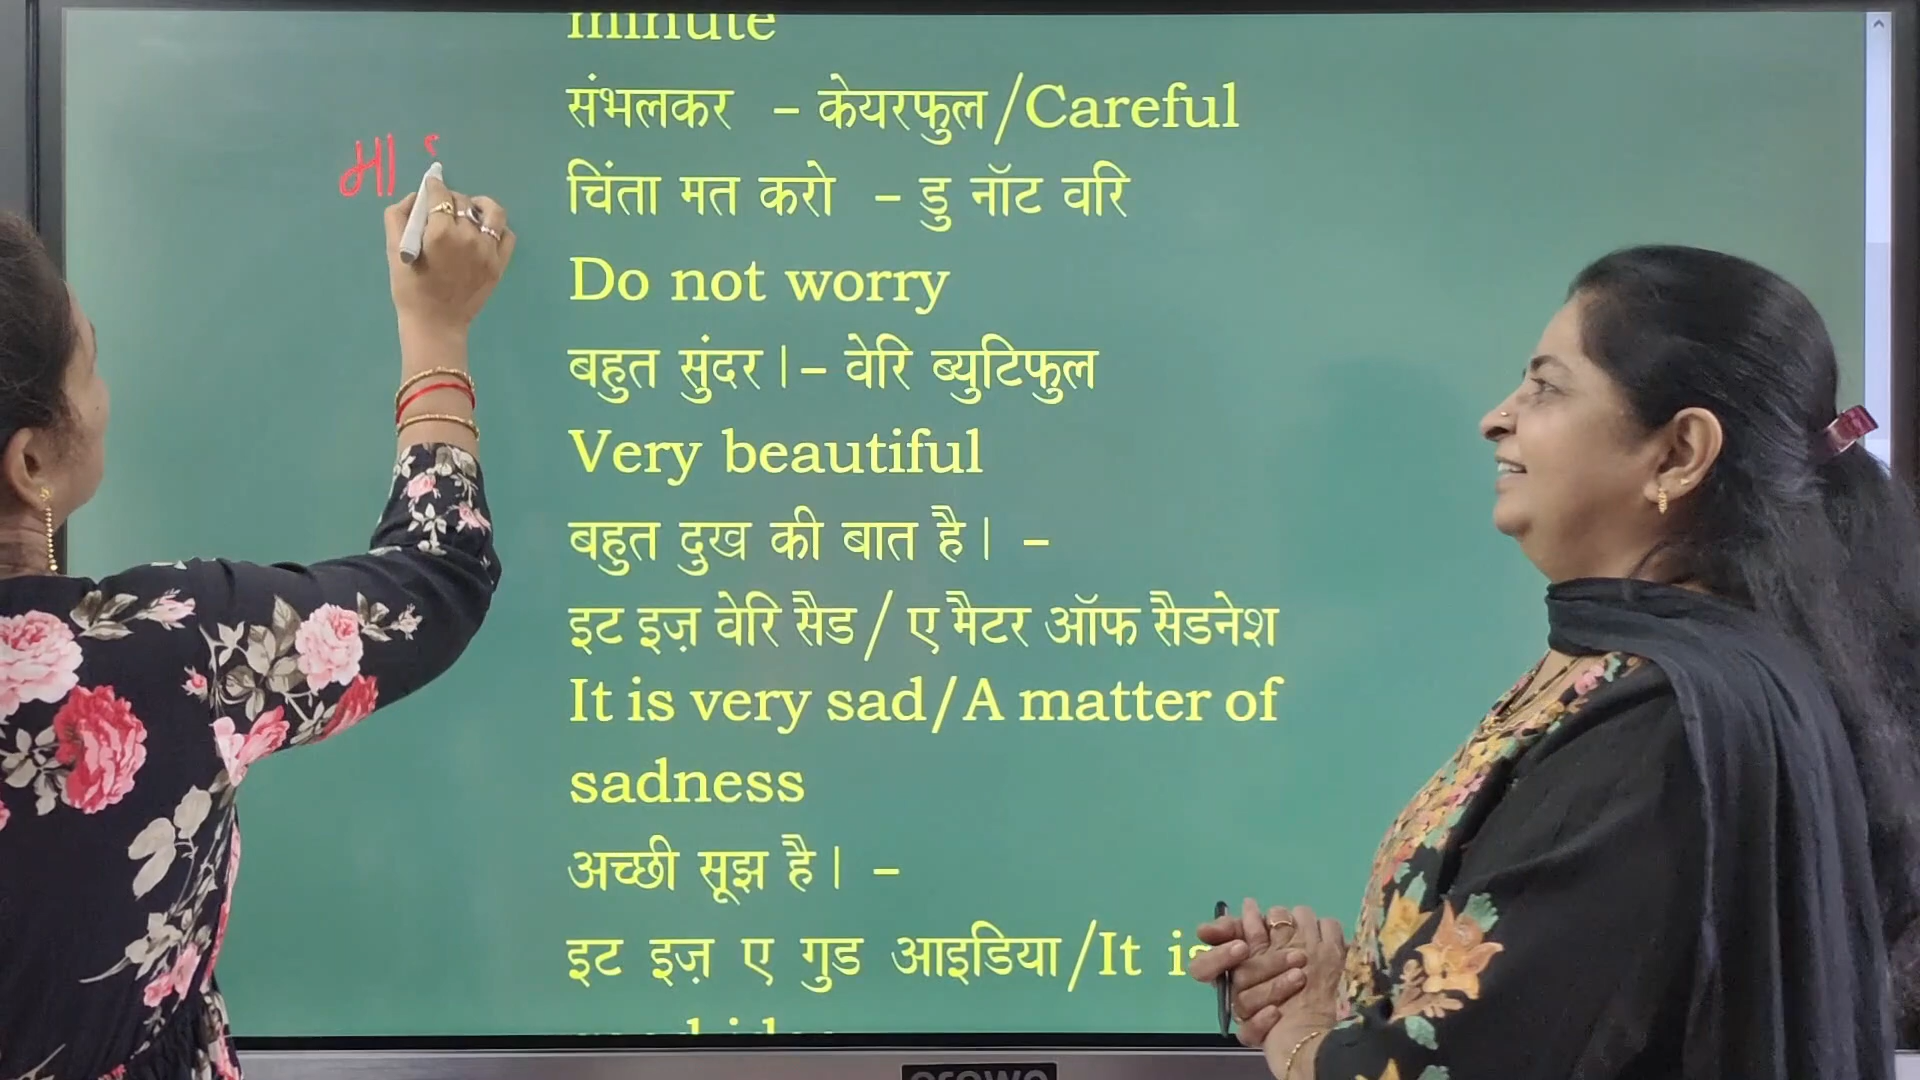 minute
संभलकर – केयरफुल/Careful
मा
चिंता मत करो – डु नॉट वरि
Do not worry
बहुत सुंदर।– वेरि ब्युटिफुल
Very beautiful
बहुत दुख की बात है। –
इट इज़ वेरि सैड/ ए मैटर ऑफ सैडनेश
It is very sad/A matter of
sadness
अच्छी सूझ है। –
इट इज़ ए गुड आइडिया/It is